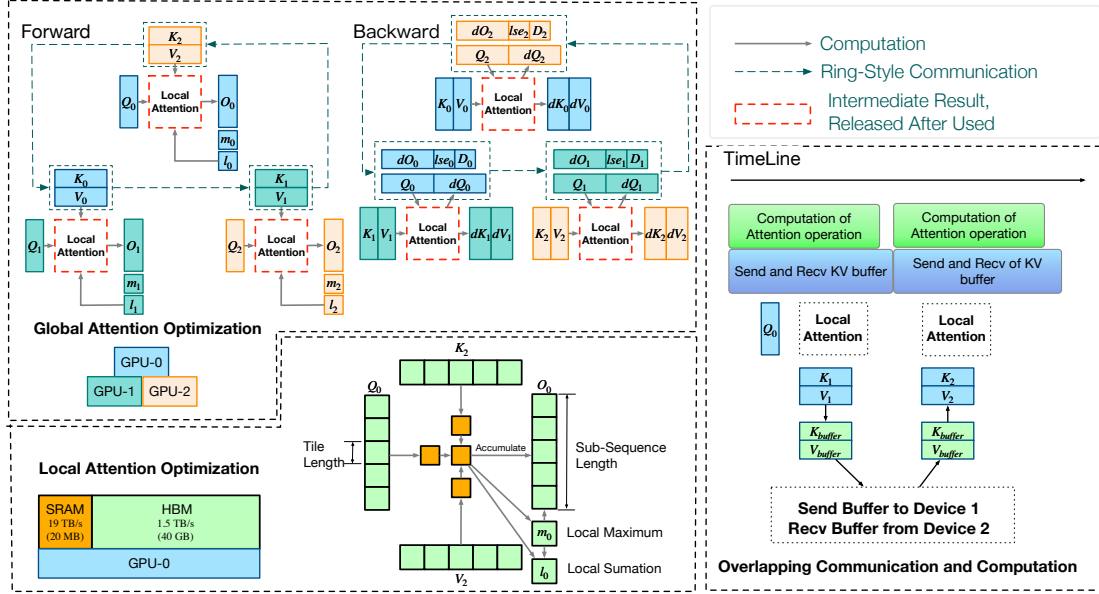 Forward
K2
V2
Q0
Local
Attention
O0
m0
l0
K0
V0
Q1
Local
Attention
O1
m1
l1
K1
V1
Q2
Local
Attention
O2
m2
l2
Global Attention Optimization
GPU-0
GPU-1
GPU-2
Backward
dO2 lse2 D2
Q2 dQ2
K0 V0
Local
Attention
dK0 dV0
dO0 lse0 D0
Q0 dQ0
K1 V1
Local
Attention
dK1 dV1
dO1 lse1 D1
Q1 dQ1
K2 V2
Local
Attention
dK2 dV2
Computation
Ring-Style Communication
Intermediate Result,
Released After Used
Local Attention Optimization
SRAM
19 TB/s
(20 MB)
HBM
1.5 TB/s
(40 GB)
GPU-0
K2
Q0
O0
Tile
Length
Accumulate
Sub-Sequence
Length
m0
Local Maximum
l0
Local Sumation
V2
TimeLine
Computation of
Attention operation
Computation of
Attention operation
Send and Recv KV buffer
Send and Recv of KV
buffer
Q0
Local
Attention
Local
Attention
K1
V1
K2
V2
Kbuffer
Vbuffer
Kbuffer
Vbuffer
Send Buffer to Device 1
Recv Buffer from Device 2
Overlapping Communication and Computation